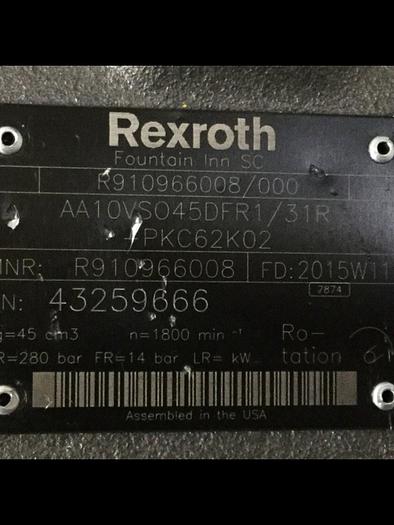 Rexroth
Fountain Inn SC
R910966008/000
AA10VSO45DFR1/31R
-PKC62K02
MNR: R910966008 FD: 2015W11
7874
N: 43259666
g=45 cm3 n=1800 min⁻¹ Ro-
R=280 bar FR=14 bar LR= kW tation
Assembled in the USA